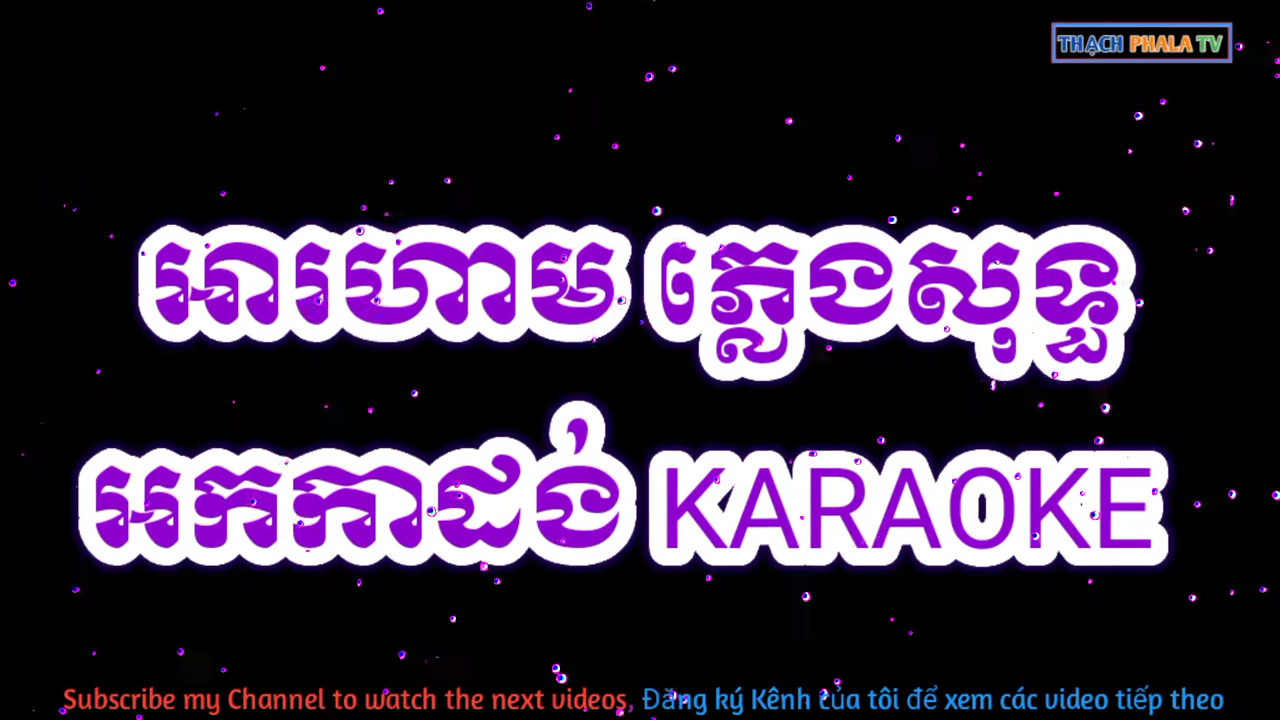 THẠCH PHALA TV
អារហោម ភ្លេងសុទ្ធ
អកកាដង់ KARAOKE
Subscribe my Channel to watch the next videos, Đăng ký Kênh của tôi để xem các video tiếp theo